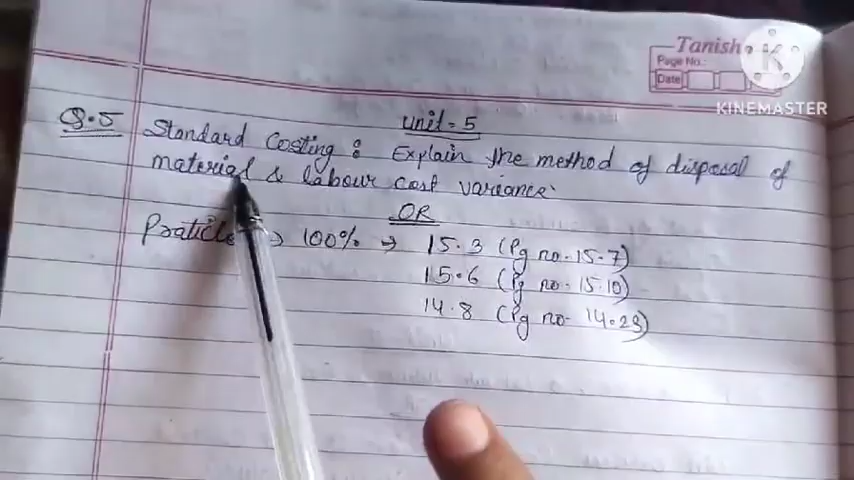 Tanish
Page No.:
Date
K
KINEMASTER
Unit-5
Q.5 Standard Costing : Explain the method of disposal of
material & labour cost variance.
OR
100% → 15.3 (Pg no. 15.7)
15.6 (Pg no. 15.10)
14.8 (Pg no. 14.23)